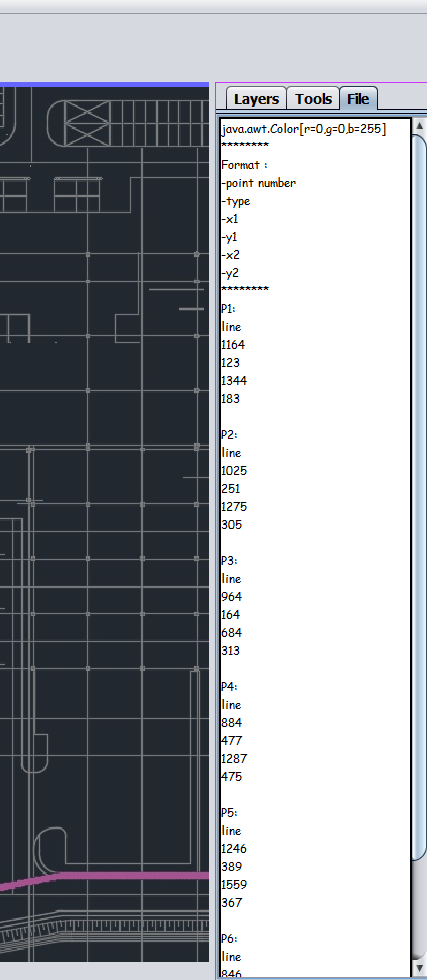 Layers Tools File
java.awt.Color[r=0,g=0,b=255]
********
Format :
-point number
-type
-x1
-y1
-x2
-y2
********
P1:
line
1164
123
1344
183
P2:
line
1025
251
1275
305
P3:
line
964
164
684
313
P4:
line
884
477
1287
475
P5:
line
1246
389
1559
367
P6:
line
846